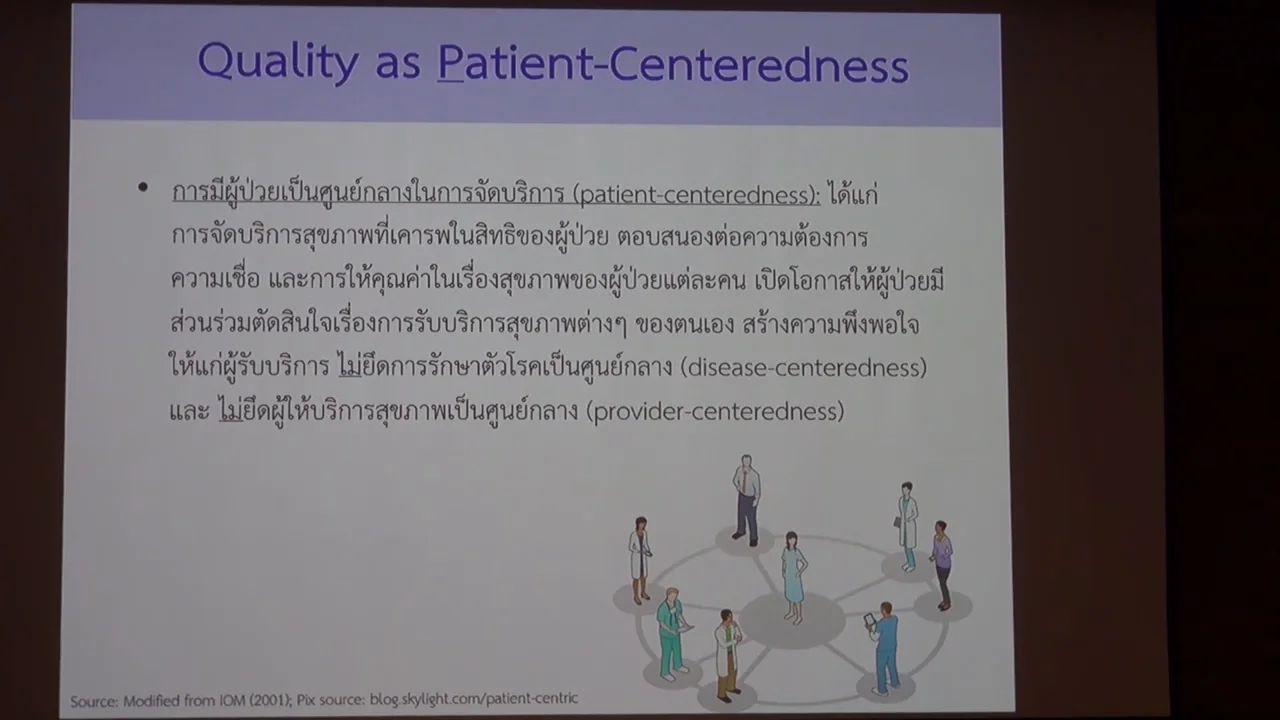 Quality as Patient-Centeredness
• การมีผู้ป่วยเป็นศูนย์กลางในการจัดบริการ (patient-centeredness): ได้แก่
การจัดบริการสุขภาพที่เคารพในสิทธิของผู้ป่วย ตอบสนองต่อความต้องการ
ความเชื่อ และการให้คุณค่าในเรื่องสุขภาพของผู้ป่วยแต่ละคน เปิดโอกาสให้ผู้ป่วยมี
ส่วนร่วมตัดสินใจเรื่องการรับบริการสุขภาพต่างๆ ของตนเอง สร้างความพึงพอใจ
ให้แก่ผู้รับบริการ ไม่ยึดการรักษาตัวโรคเป็นศูนย์กลาง (disease-centeredness)
และ ไม่ยึดผู้ให้บริการสุขภาพเป็นศูนย์กลาง (provider-centeredness)
Source: Modified from IOM (2001); Pix source: blog.skylight.com/patient-centric